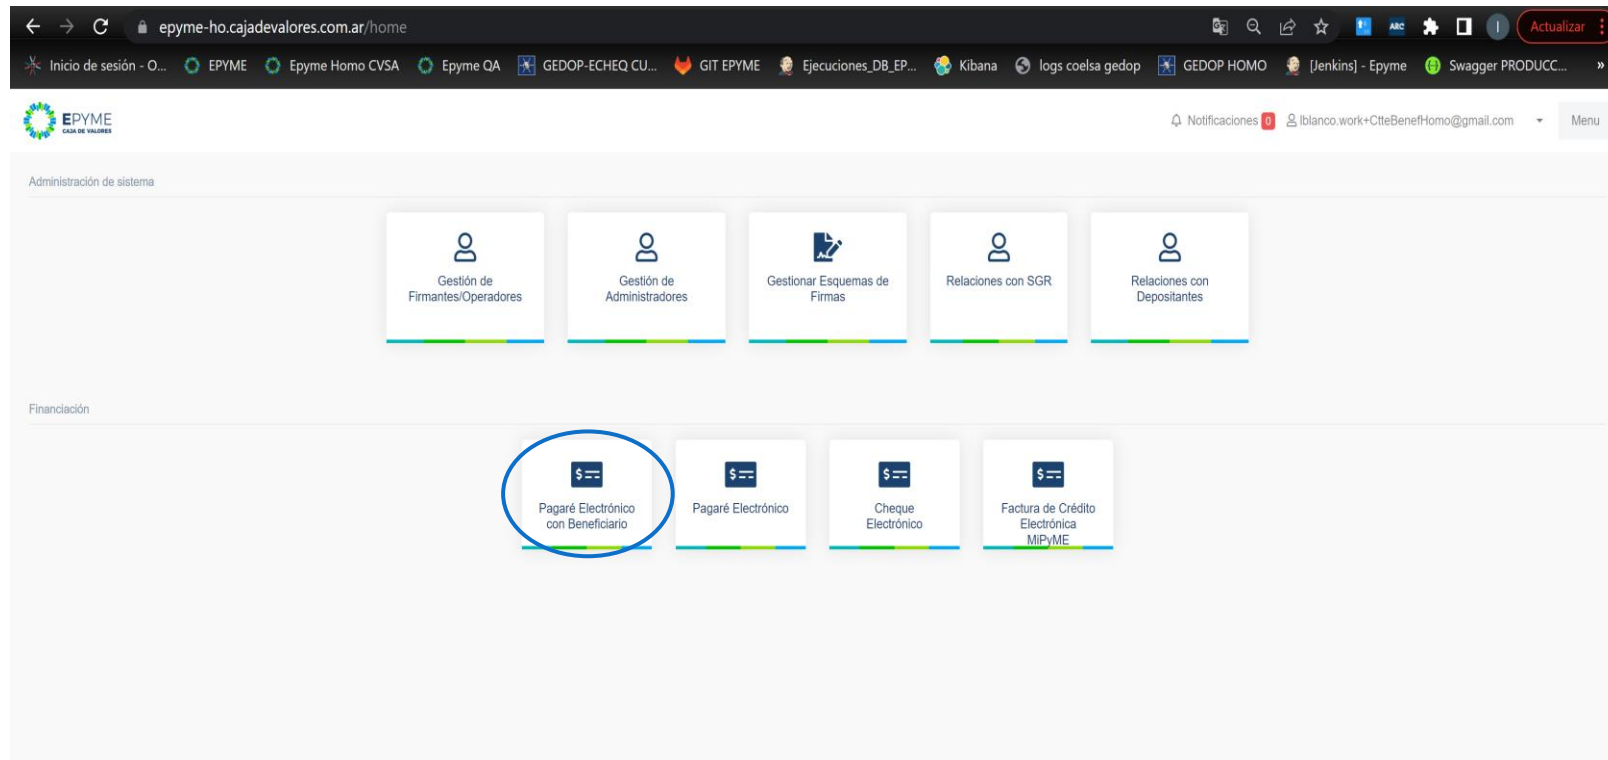 epyme-ho.cajadevalores.com.ar/home
ARC
I
Actualizar
Inicio de sesión - O...
EPYME
Epyme Homo CVSA
Epyme QA
GEDOP-ECHEQ CU...
GIT EPYME
Ejecuciones_DB_EP...
Kibana
logs coelsa gedop
GEDOP HOMO
[Jenkins] - Epyme
Swagger PRODUCC...
»
EPYME
CAJA DE VALORES
Notificaciones 0
lblanco.work+CtteBenefHomo@gmail.com
Menu
Administración de sistema
Gestión de
Firmantes/Operadores
Gestión de
Administradores
Gestionar Esquemas de
Firmas
Relaciones con SGR
Relaciones con
Depositantes
Financiación
$
Pagaré Electrónico
con Beneficiario
$
Pagaré Electrónico
$
Cheque
Electrónico
$
Factura de Crédito
Electrónica
MiPyME